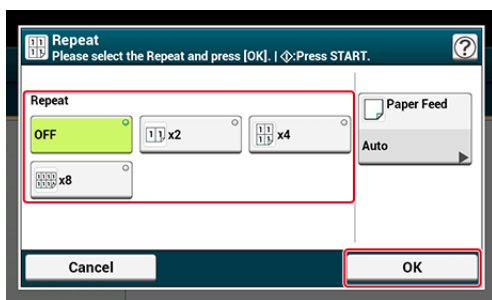 Repeat
Please select the Repeat and press [OK]. | :Press START.
?
Repeat
Paper Feed
OFF
x2
x4
Auto
x8
Cancel
OK